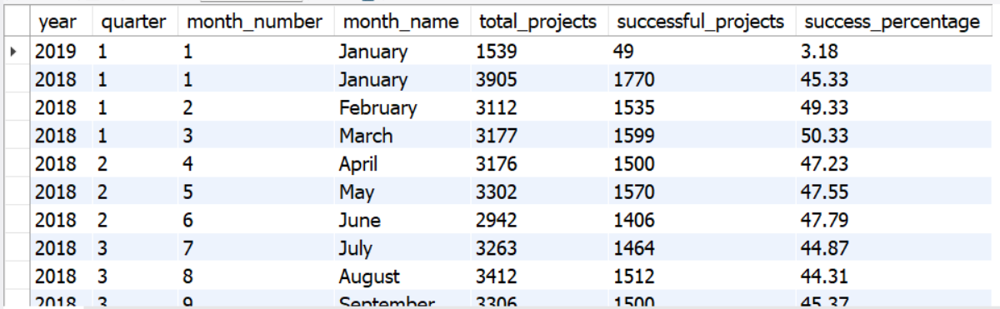 year quarter month_number month_name total_projects successful_projects success_percentage
2019 1 1 January 1539 49 3.18
2018 1 1 January 3905 1770 45.33
2018 1 2 February 3112 1535 49.33
2018 1 3 March 3177 1599 50.33
2018 2 4 April 3176 1500 47.23
2018 2 5 May 3302 1570 47.55
2018 2 6 June 2942 1406 47.79
2018 3 7 July 3263 1464 44.87
2018 3 8 August 3412 1512 44.31
2018 3 9 September 3306 1500 45.37